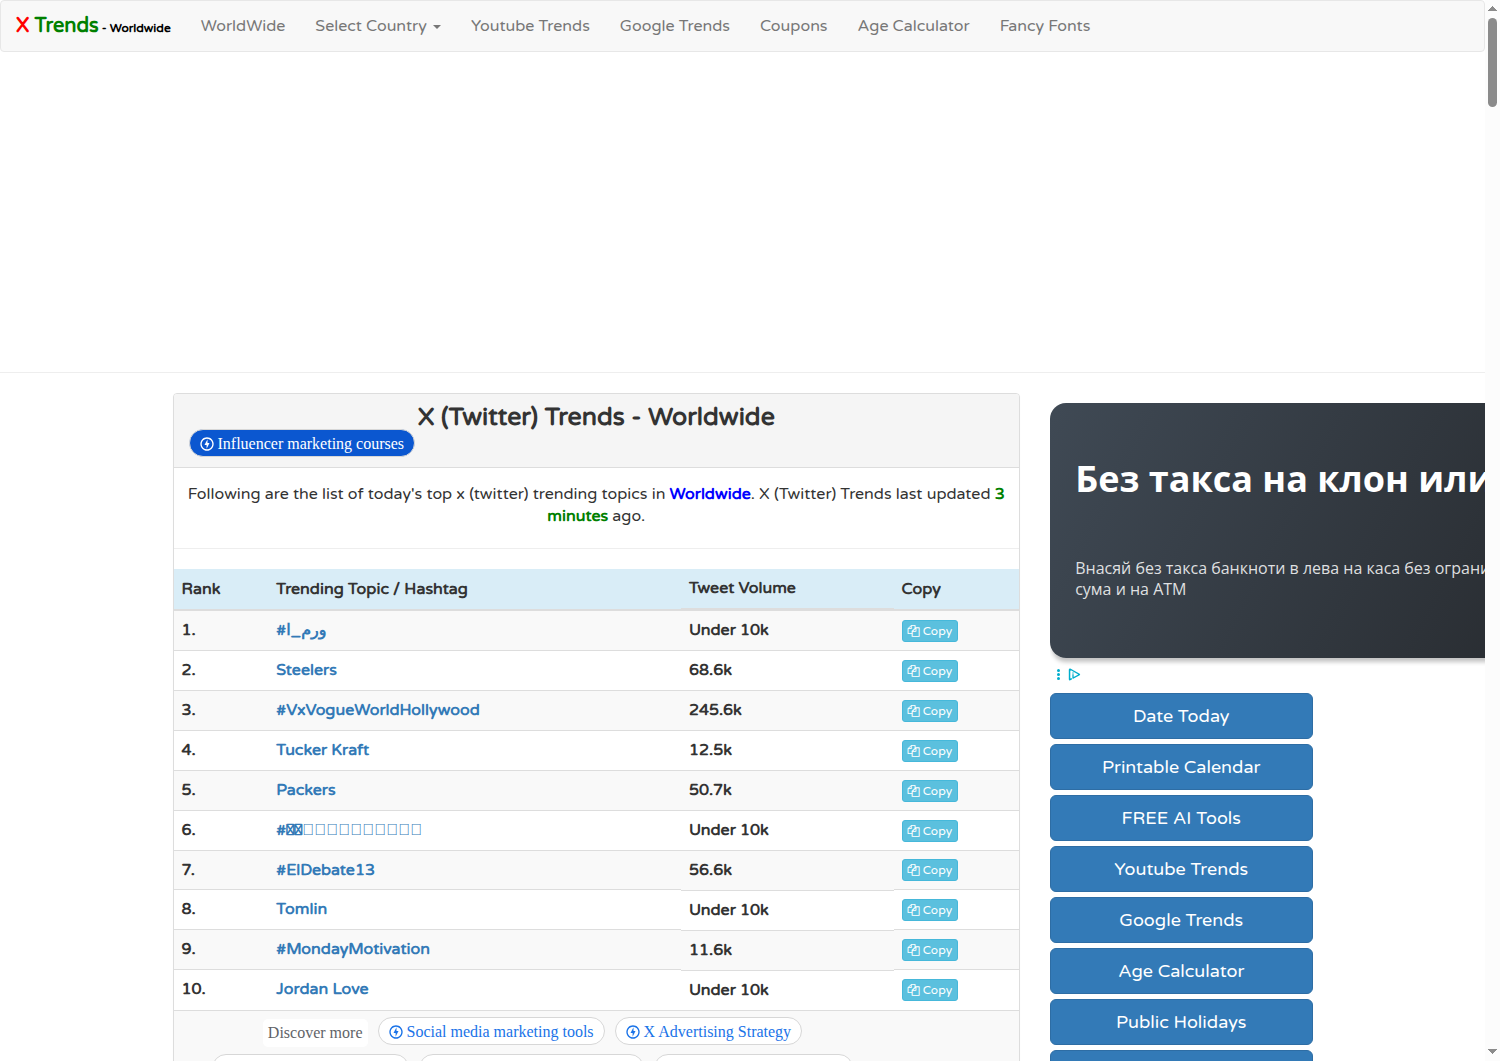 X Trends - Worldwide WorldWide Select Country Youtube Trends Google Trends Coupons Age Calculator Fancy Fonts
X (Twitter) Trends - Worldwide
Influencer marketing courses
Following are the list of today's top x (twitter) trending topics in Worldwide. X (Twitter) Trends last updated 3
minutes ago.
Rank Trending Topic / Hashtag Tweet Volume Copy
1. #ورم_ا Under 10k Copy
2. Steelers 68.6k Copy
3. #VxVogueWorldHollywood 245.6k Copy
4. Tucker Kraft 12.5k Copy
5. Packers 50.7k Copy
6. # Under 10k Copy
7. #ElDebate13 56.6k Copy
8. Tomlin Under 10k Copy
9. #MondayMotivation 11.6k Copy
10. Jordan Love Under 10k Copy
Discover more Social media marketing tools X Advertising Strategy
Без такса на клон или
Внасяй без такса банкноти в лева на каса без
сума и на АТМ
Date Today
Printable Calendar
FREE AI Tools
Youtube Trends
Google Trends
Age Calculator
Public Holidays